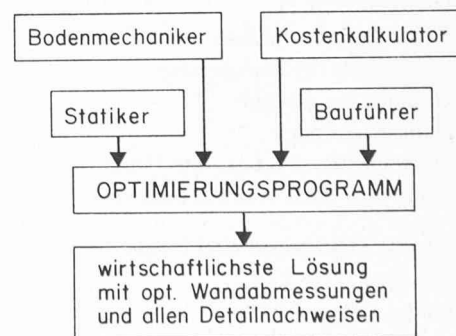 Bodenmechaniker
Kostenkalkulator
Statiker
Bauführer
OPTIMIERUNGSPROGRAMM
wirtschaftlichste Lösung
mit opt. Wandabmessungen
und allen Detailnachweisen